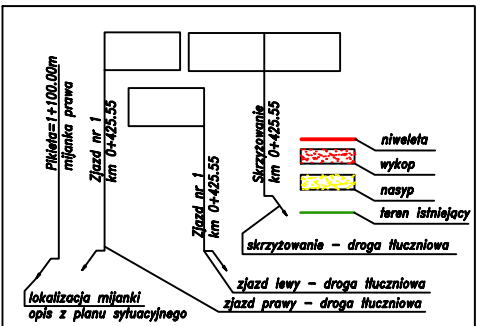 Pikieta=1+100.00m
mijanka prawa
Zjazd nr 1
km 0+425.55
Zjazd nr 1
km 0+425.55
Skrzyżowanie
km 0+425.55
niweleta
wykop
nasyp
teren istniejący
skrzyżowanie - droga tłuczniowa
zjazd lewy - droga tłuczniowa
zjazd prawy - droga tłuczniowa
lokalizacja mijanki
opis z planu sytuacyjnego